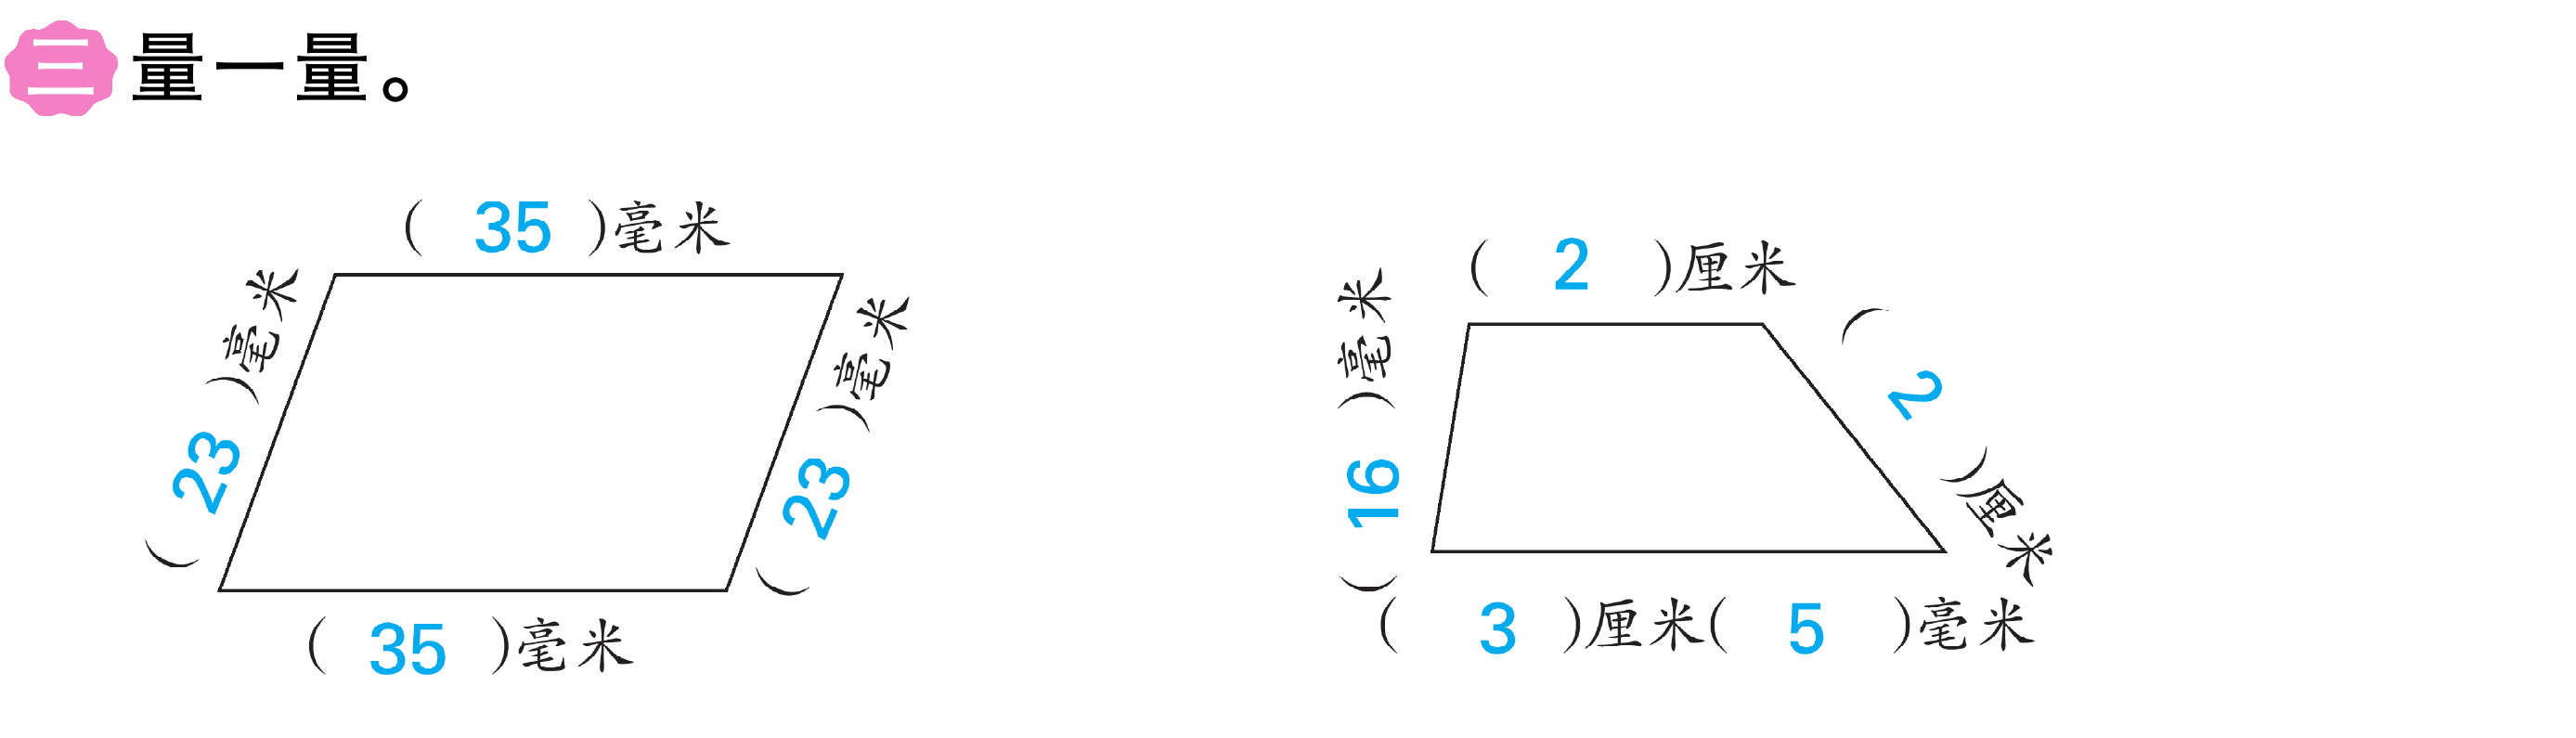 三 量一量。
( 35 )毫米
( 23 )毫米
( 23 )毫米
( 35 )毫米
( 2 )厘米
( 16 )毫米
( 2 )厘米
( 3 )厘米( 5 )毫米